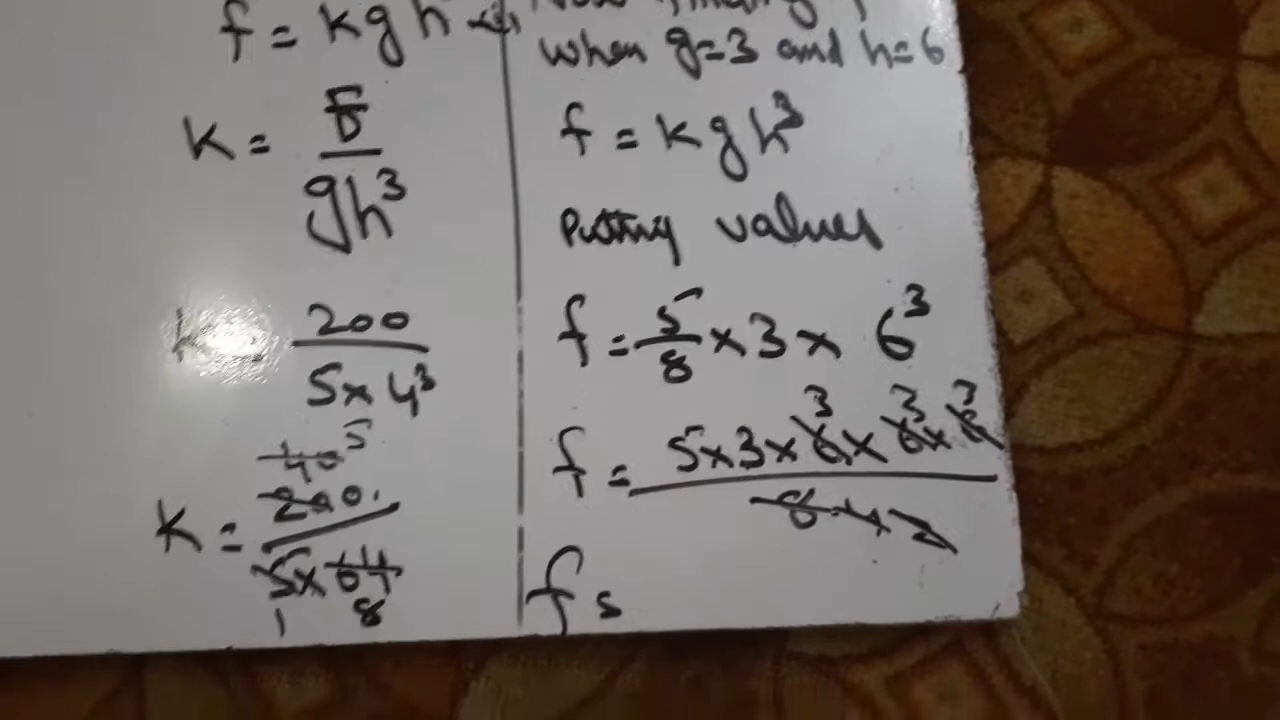 f = kgh
K = f/gh³
K = 200/5×4³
K = 200/5×64
when g=3 and h=6
f = kgh³
Putting values
f = 5/8 × 3 × 6³
f = 5×3×6×6×6/8
f =